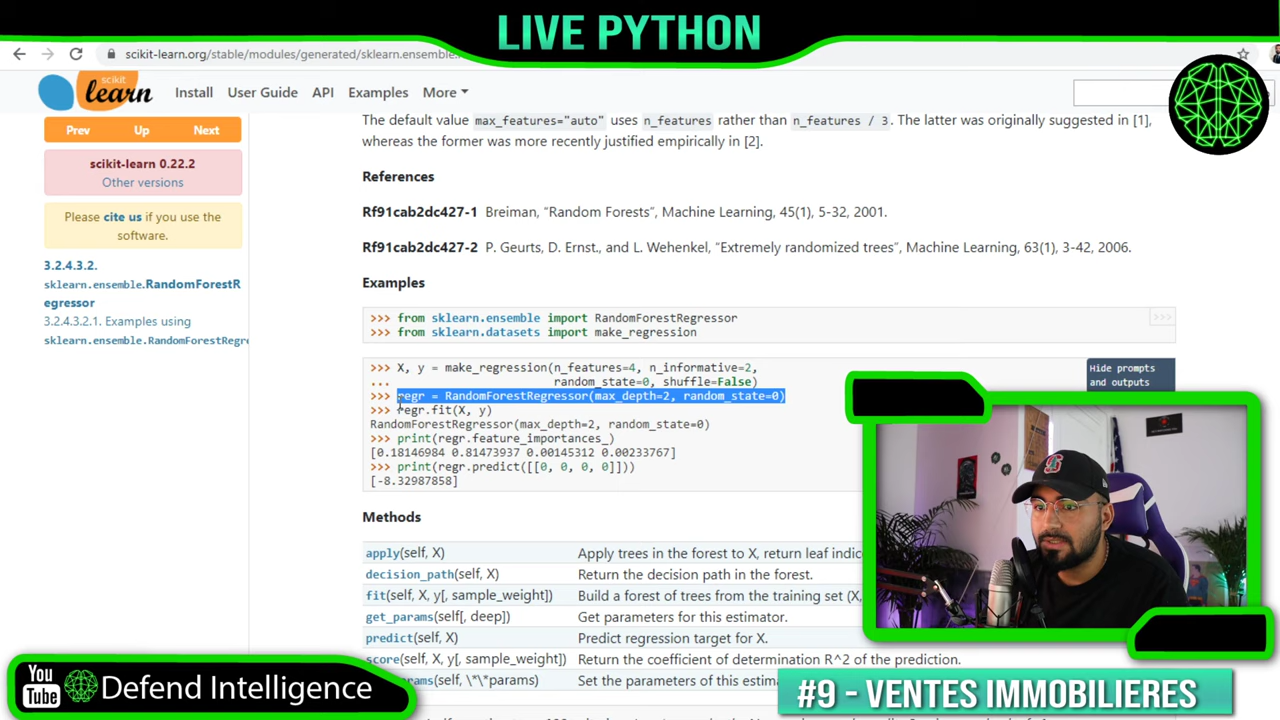 LIVE PYTHON
scikit-learn.org/stable/modules/generated/sklearn.ensemble.
scikit
learn
Install
User Guide
API
Examples
More
Prev
Up
Next
scikit-learn 0.22.2
Other versions
Please cite us if you use the
software.
3.2.4.3.2.
sklearn.ensemble.RandomForestR
egressor
3.2.4.3.2.1. Examples using
sklearn.ensemble.RandomForestRegre
The default value max_features="auto" uses n_features rather than n_features / 3. The latter was originally suggested in [1],
whereas the former was more recently justified empirically in [2].
References
Rf91cab2dc427-1 Breiman, “Random Forests”, Machine Learning, 45(1), 5-32, 2001.
Rf91cab2dc427-2 P. Geurts, D. Ernst., and L. Wehenkel, “Extremely randomized trees”, Machine Learning, 63(1), 3-42, 2006.
Examples
>>> from sklearn.ensemble import RandomForestRegressor
>>> from sklearn.datasets import make_regression
>>>
>>> X, y = make_regression(n_features=4, n_informative=2,
... random_state=0, shuffle=False)
>>> regr = RandomForestRegressor(max_depth=2, random_state=0)
>>> regr.fit(X, y)
RandomForestRegressor(max_depth=2, random_state=0)
>>> print(regr.feature_importances_)
[0.18146984 0.81473937 0.00145312 0.00233767]
>>> print(regr.predict([[0, 0, 0, 0]]))
[-8.32987858]
Hide prompts
and outputs
Methods
apply(self, X) Apply trees in the forest to X, return leaf indic
decision_path(self, X) Return the decision path in the forest.
fit(self, X, y[, sample_weight]) Build a forest of trees from the training set (X,
get_params(self[, deep]) Get parameters for this estimator.
predict(self, X) Predict regression target for X.
score(self, X, y[, sample_weight]) Return the coefficient of determination R^2 of the prediction.
rams(self, \*\*params) Set the parameters of this estima
You
Tube
Defend Intelligence
#9 - VENTES IMMOBILIERES